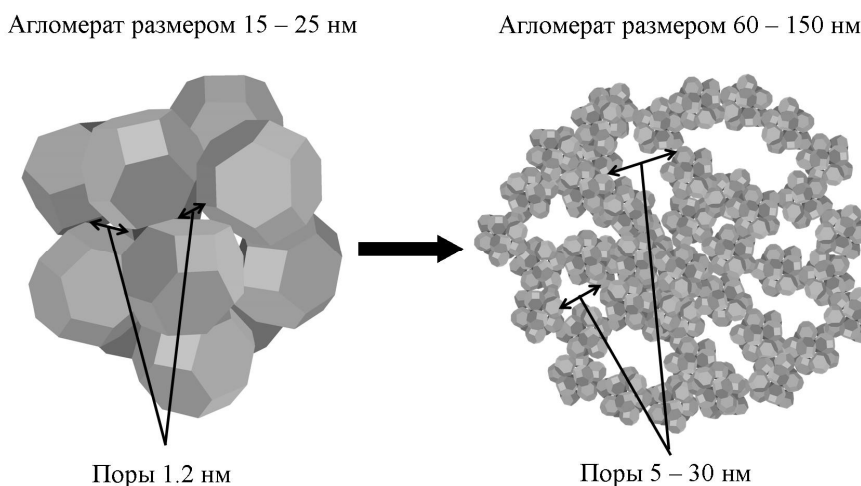 Агломерат размером 15 – 25 нм
Агломерат размером 60 – 150 нм
Поры 1.2 нм
Поры 5 – 30 нм